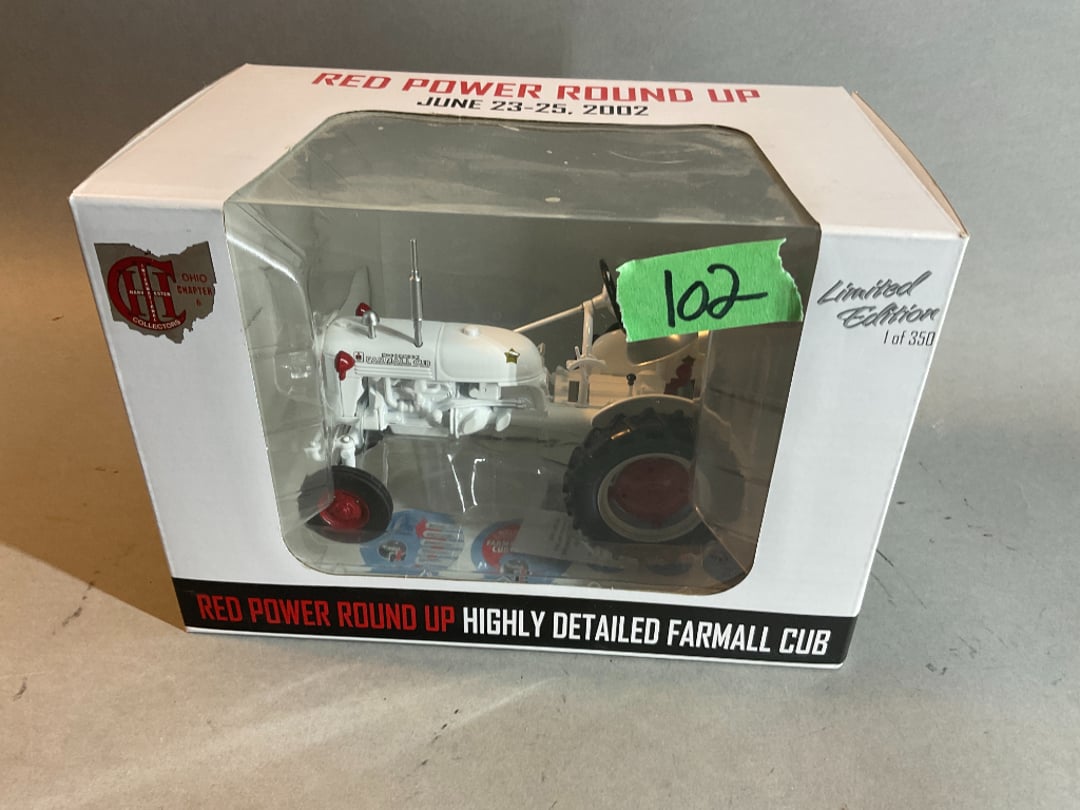 RED POWER ROUND UP
JUNE 23-25, 2002
OHIO
CHAPTER
6
COLLECTORS
102
Limited
Edition
1 of 350
FARMALL CUB
RED POWER ROUND UP HIGHLY DETAILED FARMALL CUB